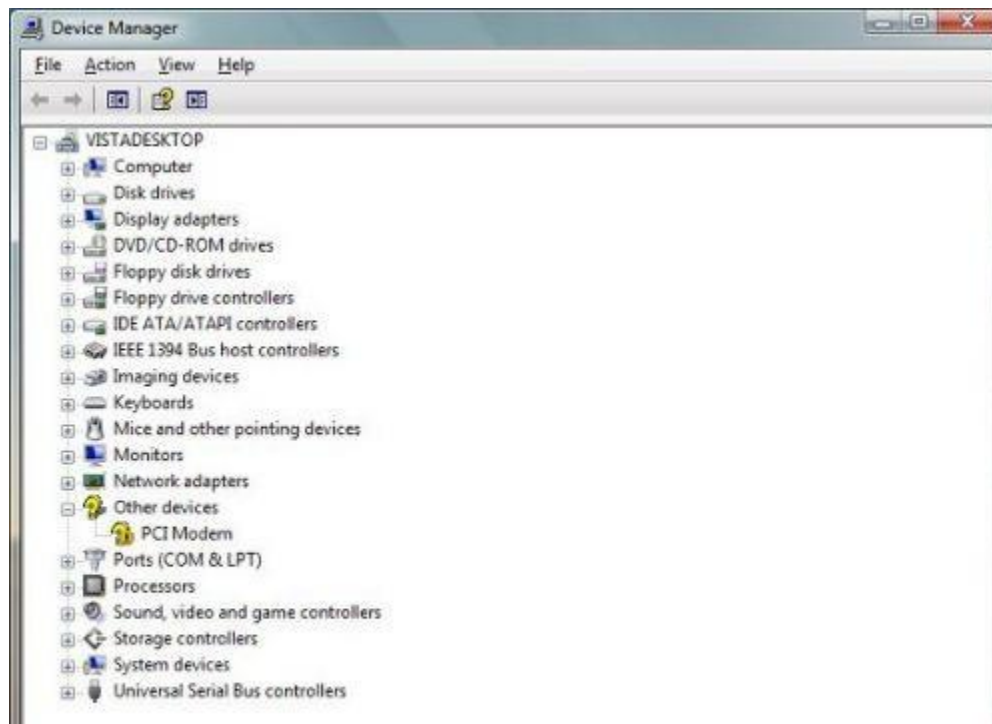 Device Manager
File Action View Help
VISTADESKTOP
Computer
Disk drives
Display adapters
DVD/CD-ROM drives
Floppy disk drives
Floppy drive controllers
IDE ATA/ATAPI controllers
IEEE 1394 Bus host controllers
Imaging devices
Keyboards
Mice and other pointing devices
Monitors
Network adapters
Other devices
PCI Modem
Ports (COM & LPT)
Processors
Sound, video and game controllers
Storage controllers
System devices
Universal Serial Bus controllers